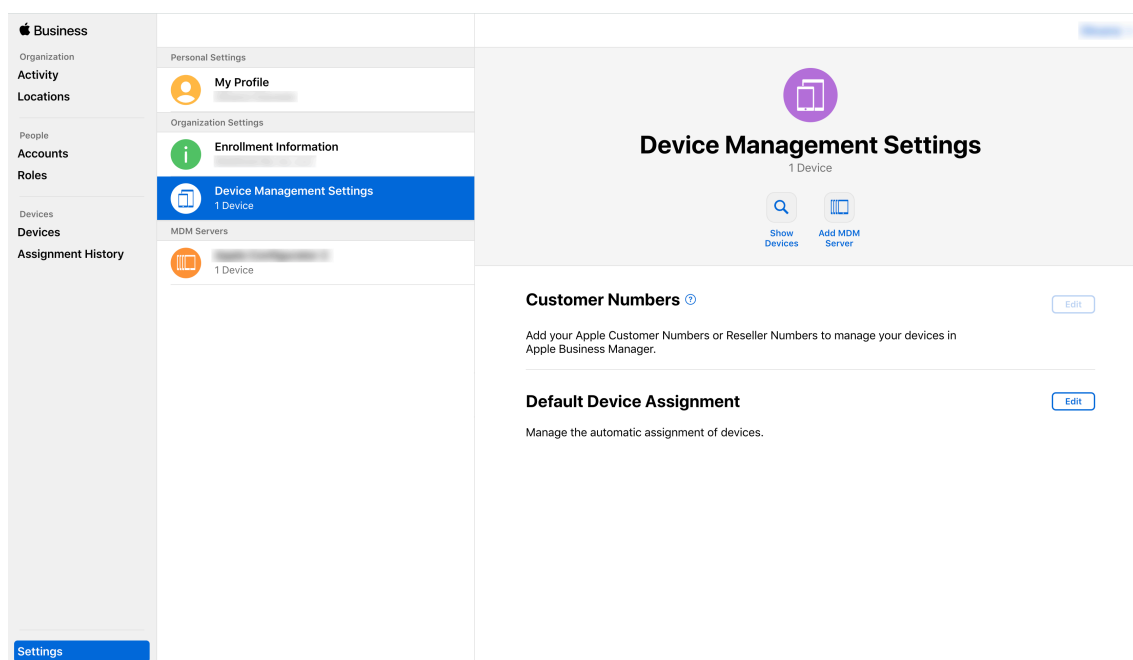 Business
Organization
Activity
Locations
People
Accounts
Roles
Devices
Devices
Assignment History
Settings
Personal Settings
My Profile
Organization Settings
Enrollment Information
Device Management Settings
1 Device
MDM Servers
1 Device
Device Management Settings
1 Device
Show
Devices
Add MDM
Server
Customer Numbers
Edit
Add your Apple Customer Numbers or Reseller Numbers to manage your devices in
Apple Business Manager.
Default Device Assignment
Edit
Manage the automatic assignment of devices.